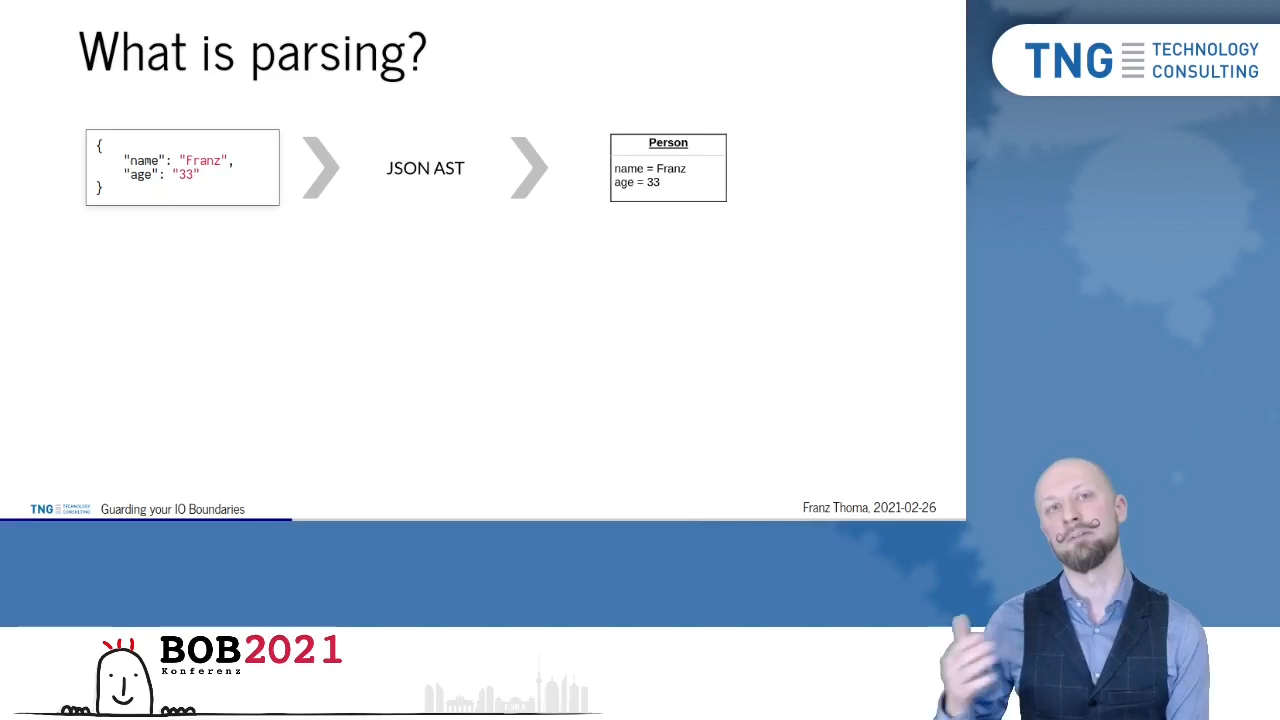 What is parsing?
{
"name": "Franz",
"age": "33"
}
JSON AST
Person
name = Franz
age = 33
TNG TECHNOLOGY CONSULTING
Guarding your IO Boundaries
Franz Thoma, 2021-02-26
TNG TECHNOLOGY
CONSULTING
BOB2021
Konferenz